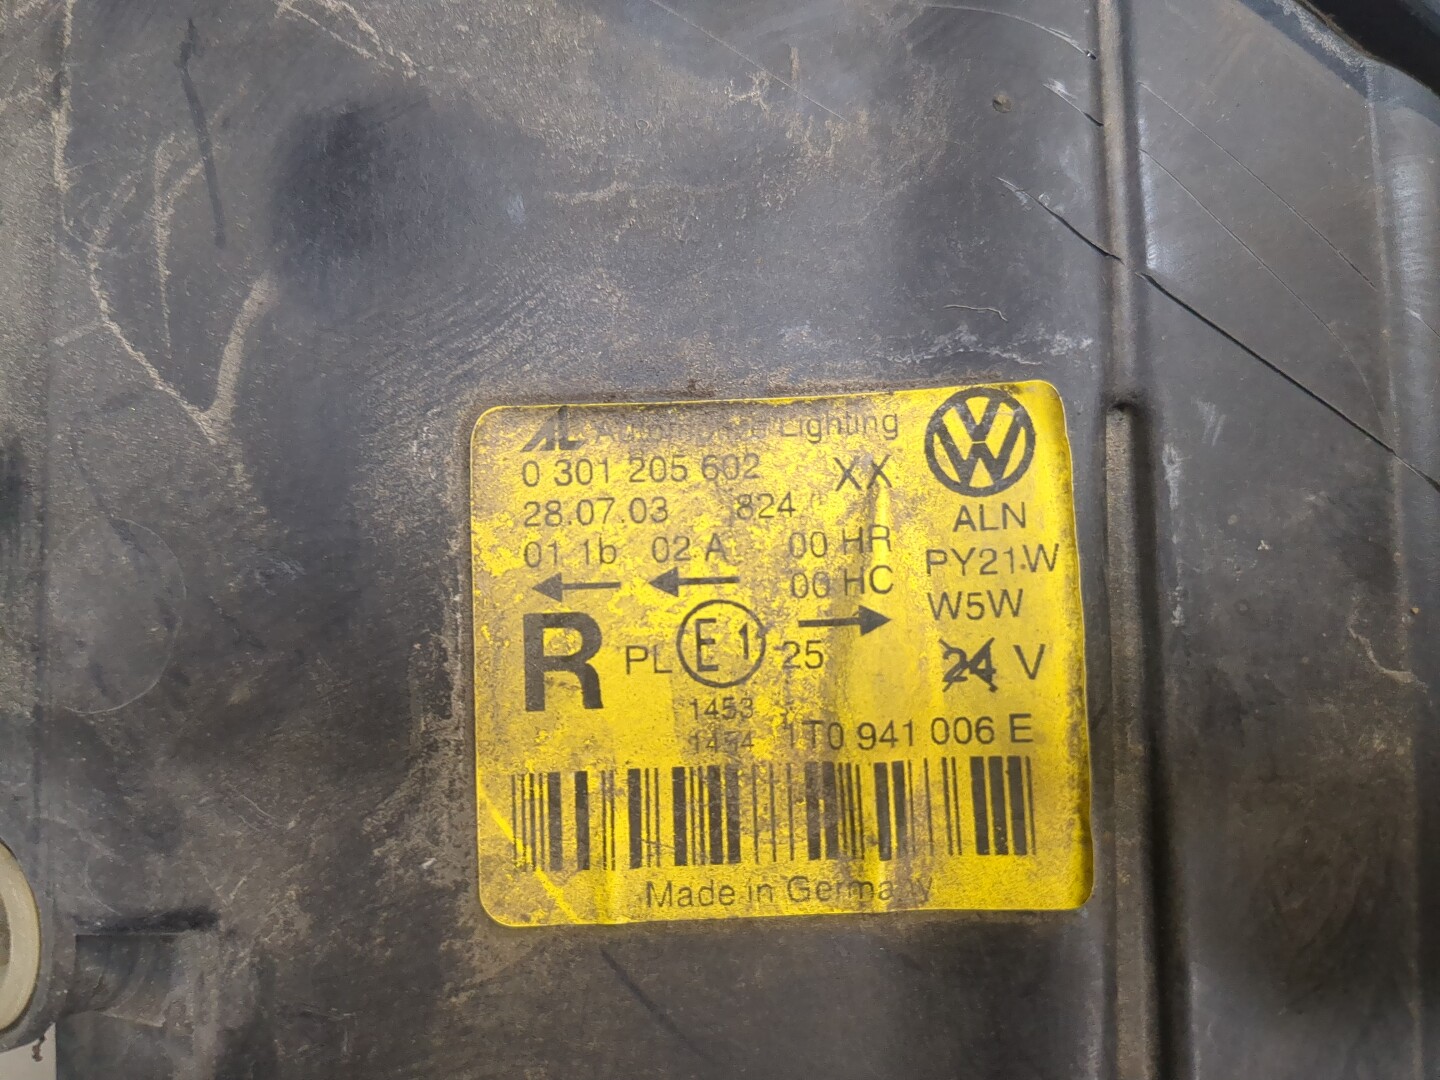 AL Automotive Lighting
0 301 205 602 XX
28.07.03 824
01 1b 02 A 00 HR
00 HC
ALN
PY21W
W5W
24 V
R PL E1 25
1453
1454 1T0 941 006 E
Made in Germany